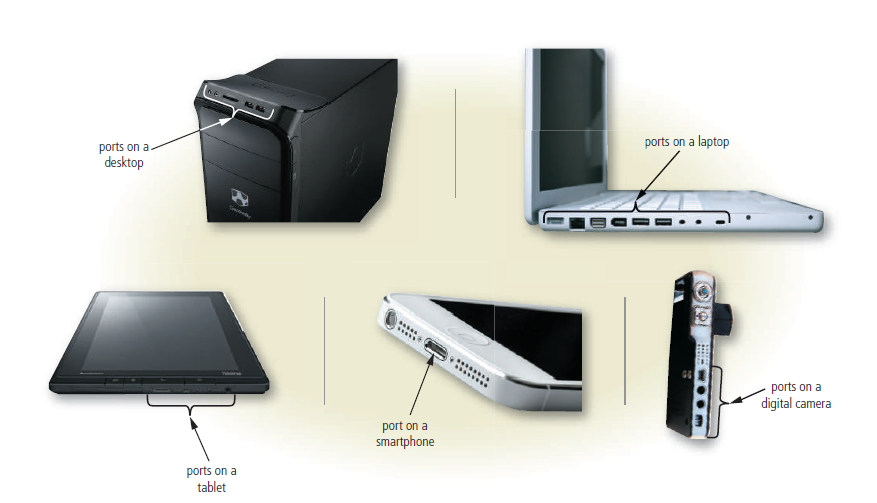 ports on a
desktop
ports on a laptop
ports on a
tablet
port on a
smartphone
ports on a
digital camera